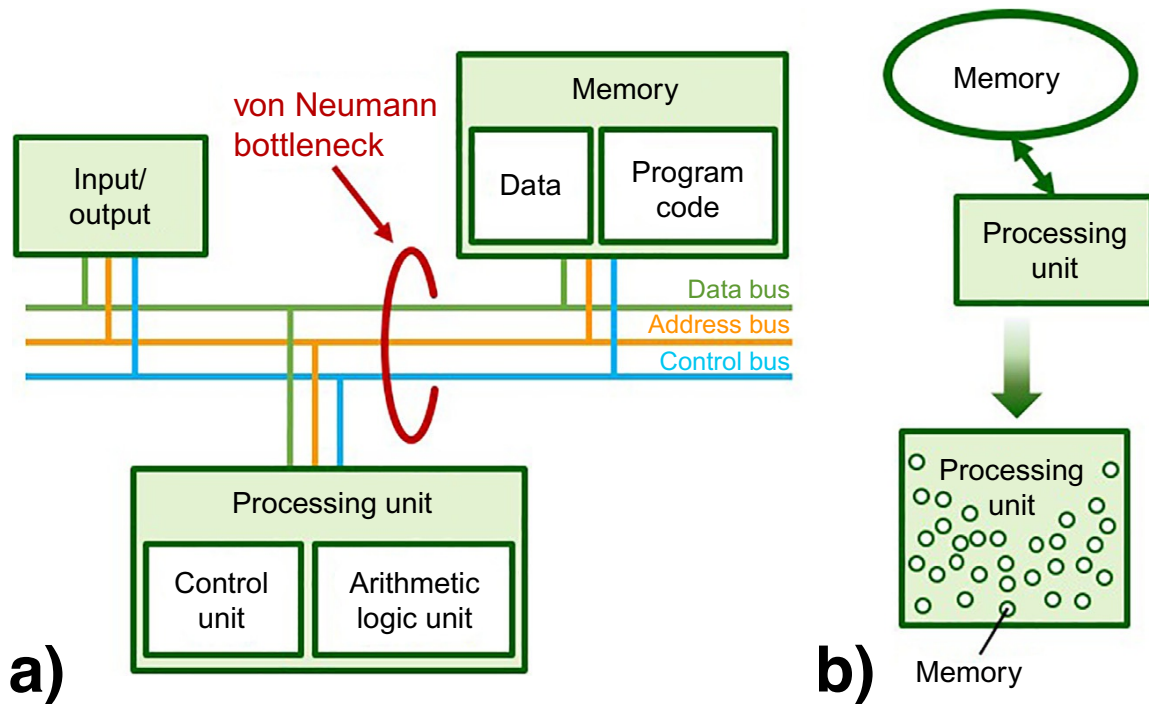 von Neumann
bottleneck
Input/
output
Memory
Data
Program
code
Data bus
Address bus
Control bus
Processing unit
Control
unit
Arithmetic
logic unit
a)
Memory
Processing
unit
Processing
unit
Memory
b)